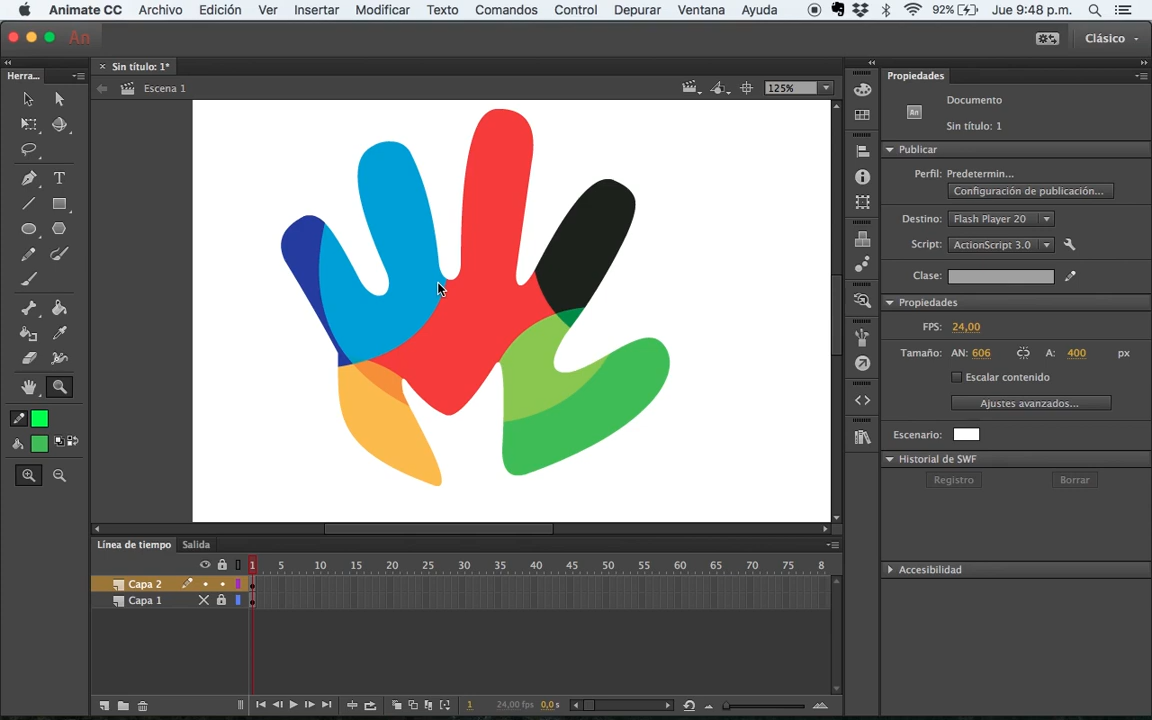 Animate CC Archivo Edición Ver Insertar Modificar Texto Comandos Control Depurar Ventana Ayuda 92% Jue 9:48 p.m.
An Clásico
Herra... Sin título: 1* Propiedades
Escena 1 125%
Documento
An Sin título: 1
Publicar
Perfil: Predetermin...
Configuración de publicación...
Destino: Flash Player 20
Script: ActionScript 3.0
Clase:
Propiedades
FPS: 24,00
Tamaño: AN: 606 A: 400 px
Escalar contenido
Ajustes avanzados...
Escenario:
Historial de SWF
Registro Borrar
Accesibilidad
Línea de tiempo Salida
1 5 10 15 20 25 30 35 40 45 50 55 60 65 70 75 8
Capa 2
Capa 1
1 24,00 fps 0,0 s